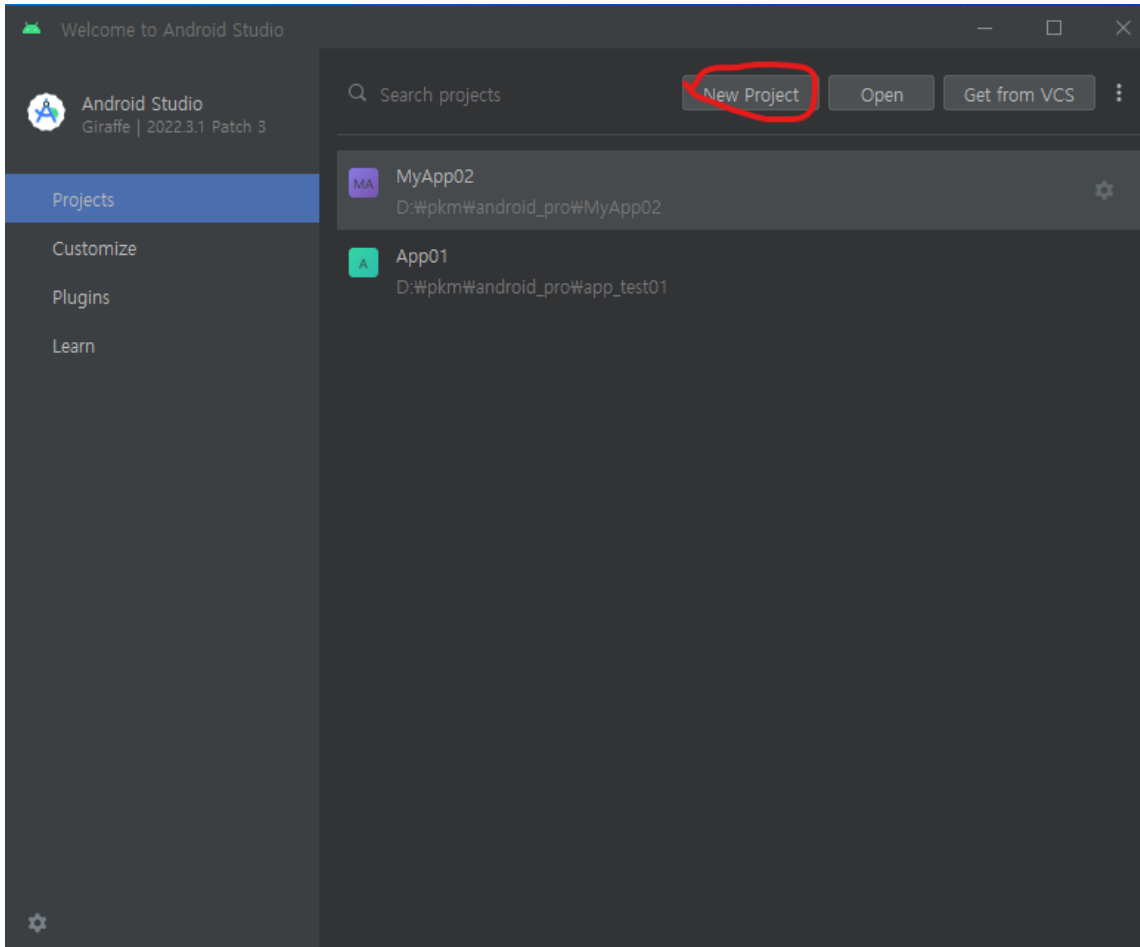 Welcome to Android Studio
Android Studio
Giraffe | 2022.3.1 Patch 3
Search projects
New Project
Open
Get from VCS
Projects
Customize
Plugins
Learn
MA
MyApp02
D:₩pkm₩android_pro₩MyApp02
A
App01
D:₩pkm₩android_pro₩app_test01